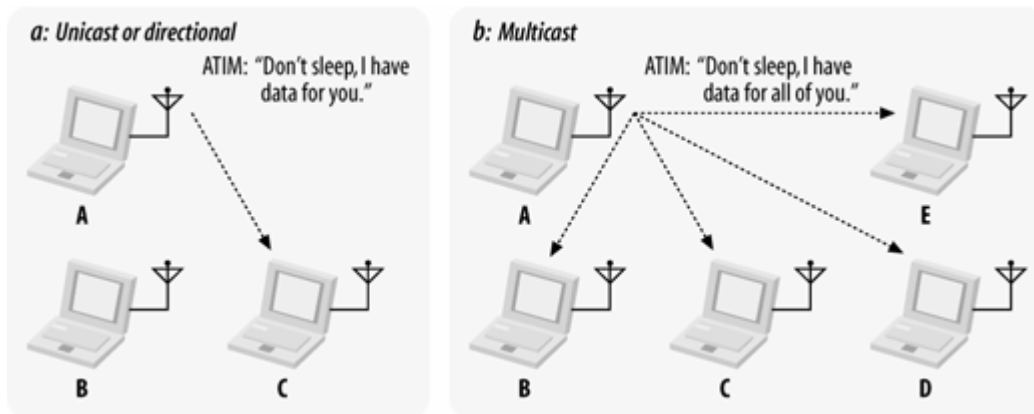 a: Unicast or directional
ATIM: “Don’t sleep, I have
data for you.”
A
B
C
b: Multicast
ATIM: “Don’t sleep, I have
data for all of you.”
A
E
B
C
D